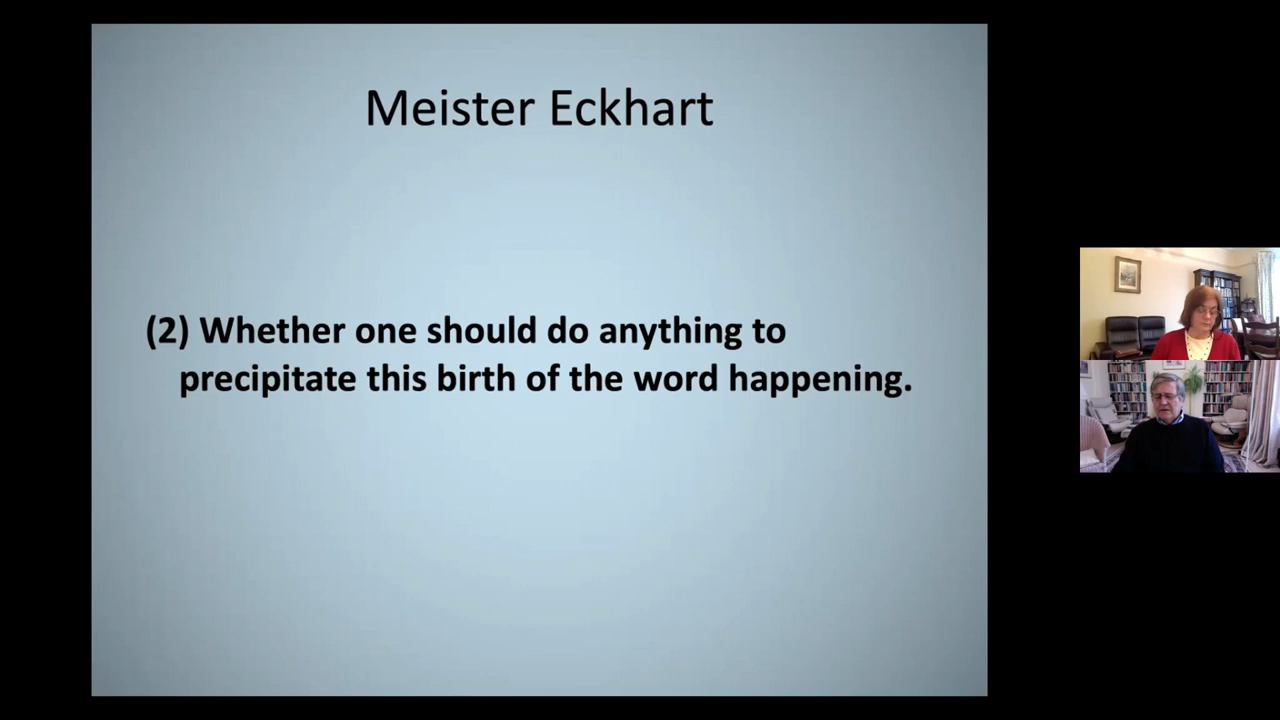 Meister Eckhart
(2) Whether one should do anything to
precipitate this birth of the word happening.